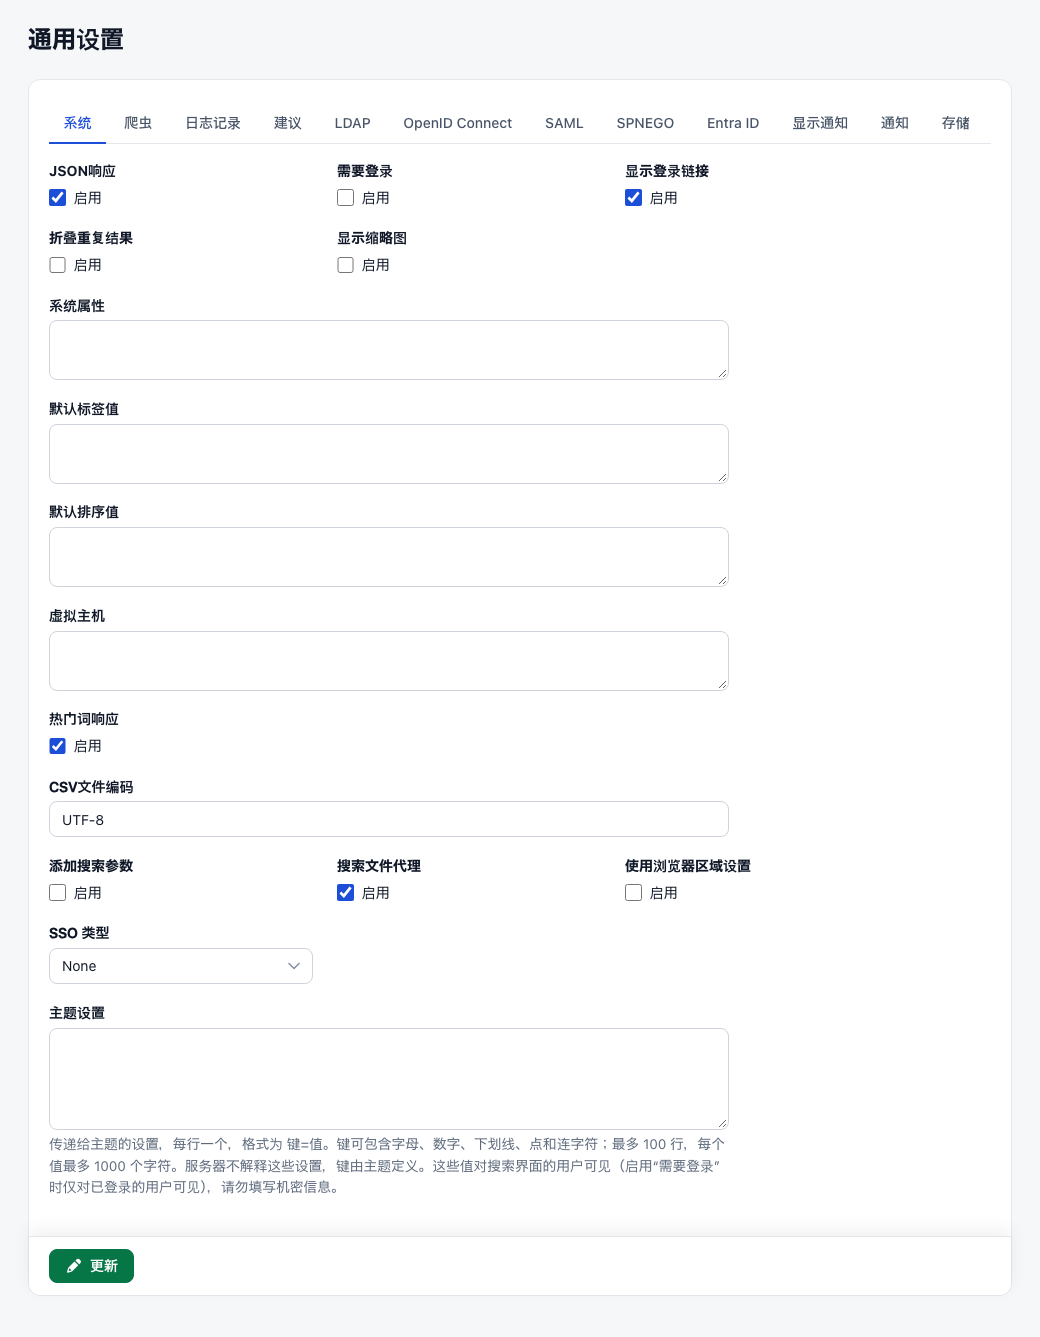 通用设置
系统 爬虫 日志记录 建议 LDAP OpenID Connect SAML SPNEGO Entra ID 显示通知 通知 存储
JSON响应 需要登录 显示登录链接
启用 启用 启用
折叠重复结果 显示缩略图
启用 启用
系统属性
默认标签值
默认排序值
虚拟主机
热门词响应
启用
CSV文件编码
UTF-8
添加搜索参数 搜索文件代理 使用浏览器区域设置
启用 启用 启用
SSO 类型
None
主题设置
传递给主题的设置，每行一个，格式为 键=值。键可包含字母、数字、下划线、点和连字符；最多 100 行，每个
值最多 1000 个字符。服务器不解释这些设置，键由主题定义。这些值对搜索界面的用户可见（启用“需要登录”
时仅对已登录的用户可见），请勿填写机密信息。
更新